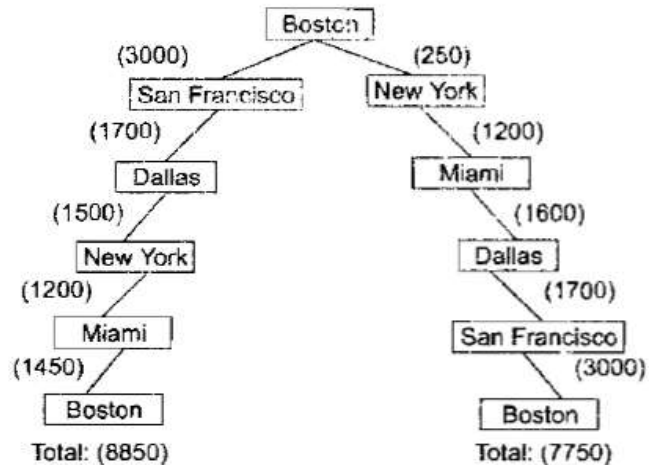 Boston
(3000) (250)
San Francisco New York
(1700) (1200)
Dallas Miami
(1500) (1600)
New York Dallas
(1200) (1700)
Miami San Francisco
(1450) (3000)
Boston Boston
Total: (8850) Total: (7750)